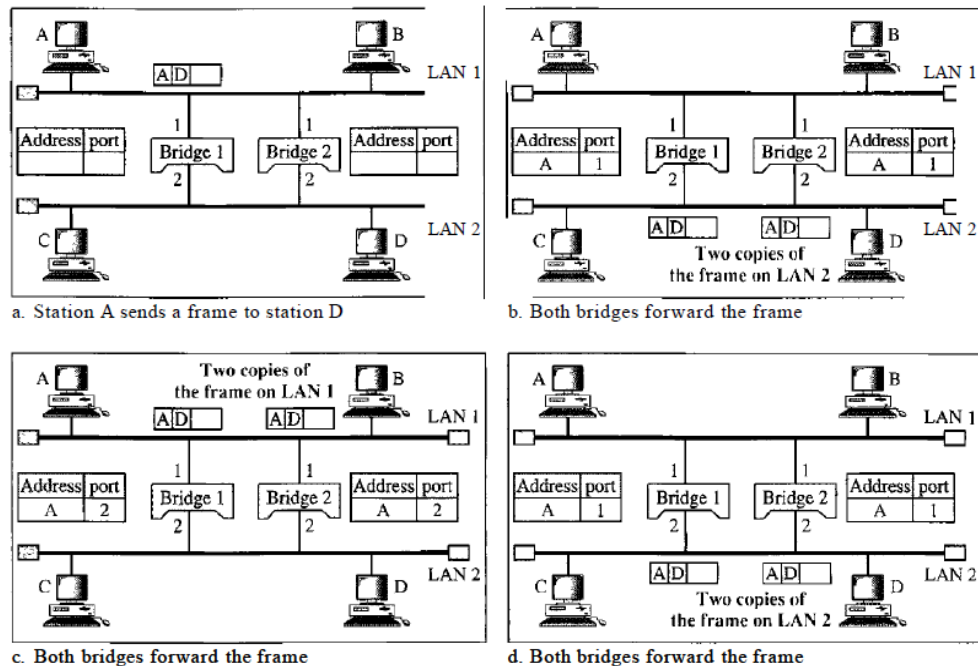 A
B
A D
LAN 1
1
1
Address port
Bridge 1
Bridge 2
Address port
2
2
LAN 2
C
D
a. Station A sends a frame to station D
A
B
LAN 1
1
1
Address port
A 1
Bridge 1
Bridge 2
Address port
A 1
2
2
LAN 2
A D
A D
C
D
Two copies of
the frame on LAN 2
b. Both bridges forward the frame
Two copies of
the frame on LAN 1
A
B
A D
A D
LAN 1
1
1
Address port
A 2
Bridge 1
Bridge 2
Address port
A 2
2
2
LAN 2
C
D
c. Both bridges forward the frame
A
B
LAN 1
1
1
Address port
A 1
Bridge 1
Bridge 2
Address port
A 1
2
2
LAN 2
A D
A D
C
D
Two copies of
the frame on LAN 2
d. Both bridges forward the frame